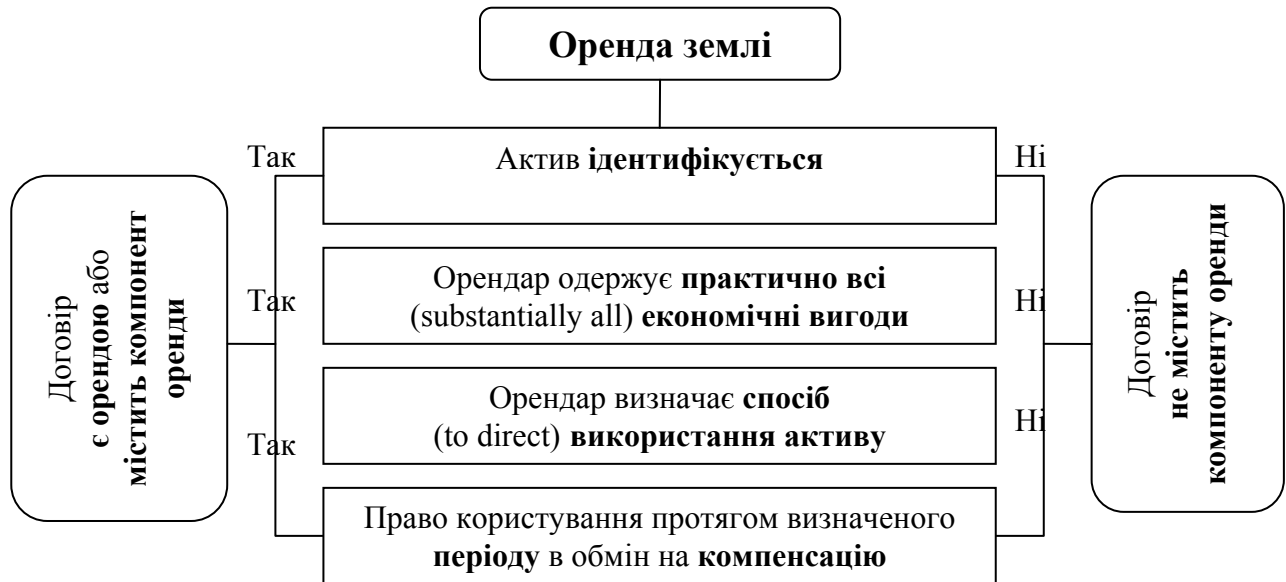 Оренда землі
Так
Актив ідентифікується
Ні
Договір
є орендою або
містить компонент
оренди
Так
Орендар одержує практично всі
(substantially all) економічні вигоди
Ні
Орендар визначає спосіб
(to direct) використання активу
Так
Ні
Право користування протягом визначеного
періоду в обмін на компенсацію
Договір
не містить
компоненту оренди